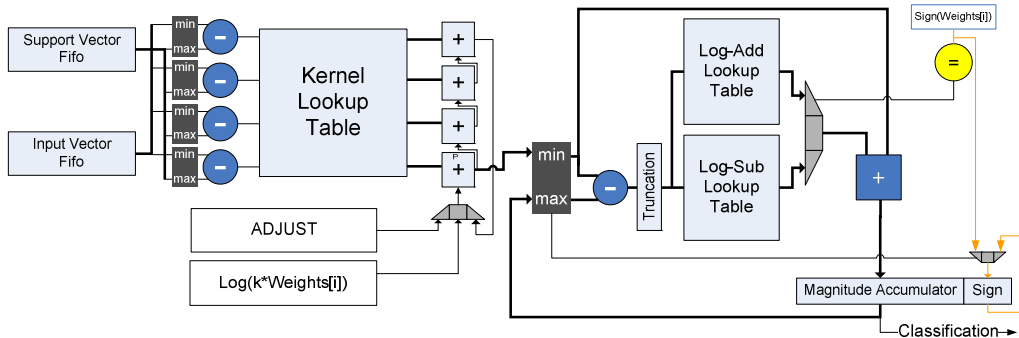 Support Vector
Fifo
Input Vector
Fifo
min
max
min
max
min
max
min
max
-
-
-
-
Kernel
Lookup
Table
+
+
+
P
+
ADJUST
Log(k*Weights[i])
min
max
-
Truncation
Log-Add
Lookup
Table
Log-Sub
Lookup
Table
Sign(Weights[i])
=
+
Magnitude Accumulator
Sign
Classification